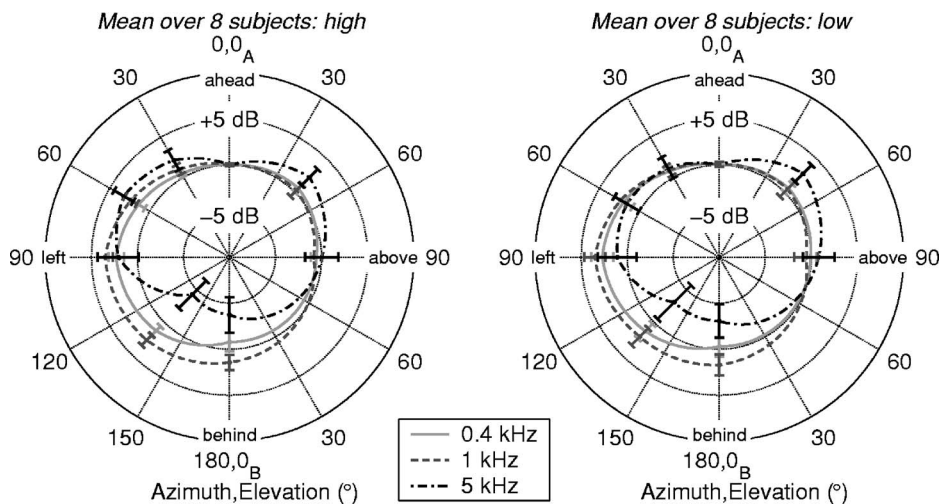 Mean over 8 subjects: high
0,0A
30
30
ahead
60
60
+5 dB
−5 dB
90
left
above
90
120
60
150
30
behind
180,0B
Azimuth,Elevation (°)
Mean over 8 subjects: low
0,0A
30
30
ahead
60
60
+5 dB
−5 dB
90
left
above
90
120
60
150
30
behind
180,0B
Azimuth,Elevation (°)
0.4 kHz
1 kHz
5 kHz